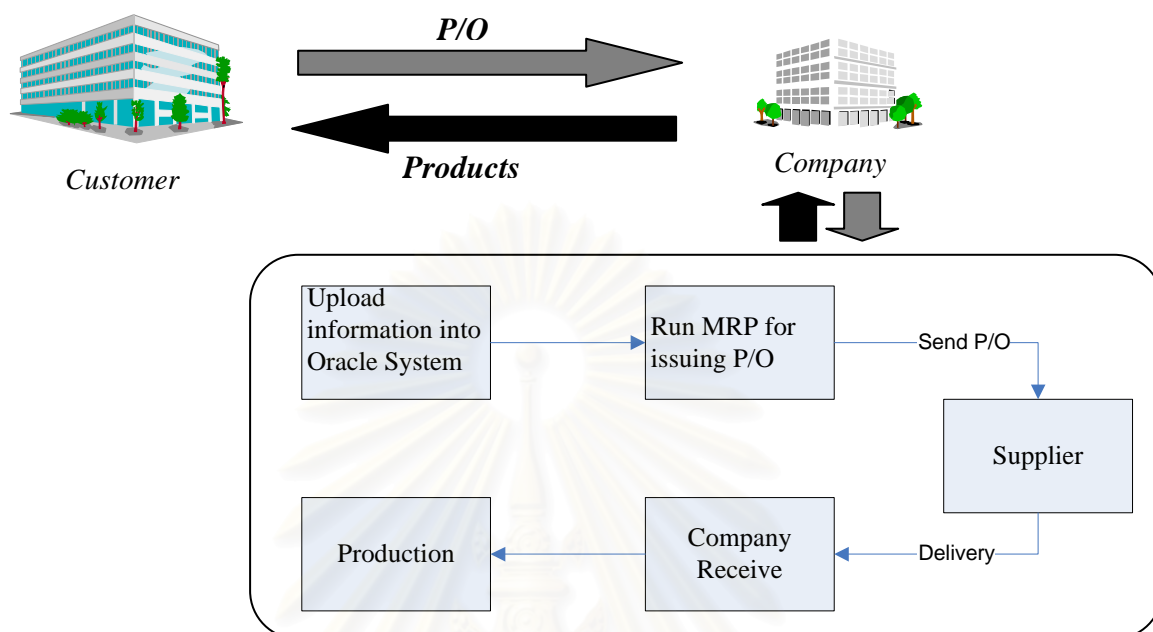 P/O
Products
Customer
Company
Upload
information into
Oracle System
Run MRP for
issuing P/O
Send P/O
Supplier
Production
Company
Receive
Delivery